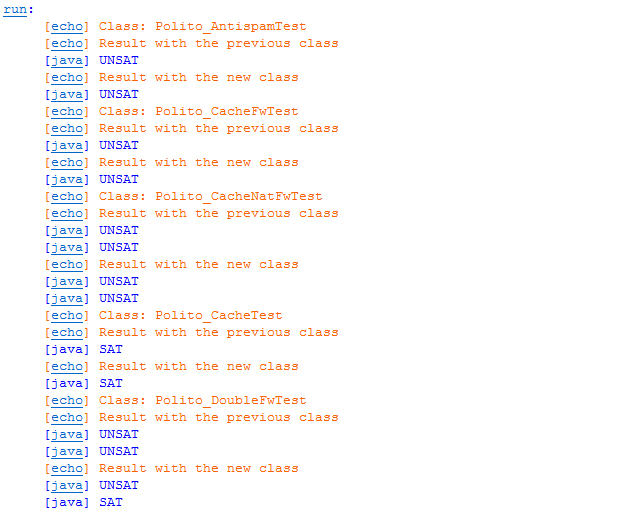 run:
[echo] Class: Polito_AntispamTest
[echo] Result with the previous class
[java] UNSAT
[echo] Result with the new class
[java] UNSAT
[echo] Class: Polito_CacheFwTest
[echo] Result with the previous class
[java] UNSAT
[echo] Result with the new class
[java] UNSAT
[echo] Class: Polito_CacheNatFwTest
[echo] Result with the previous class
[java] UNSAT
[java] UNSAT
[echo] Result with the new class
[java] UNSAT
[java] UNSAT
[echo] Class: Polito_CacheTest
[echo] Result with the previous class
[java] SAT
[echo] Result with the new class
[java] SAT
[echo] Class: Polito_DoubleFwTest
[echo] Result with the previous class
[java] UNSAT
[java] UNSAT
[echo] Result with the new class
[java] UNSAT
[java] SAT